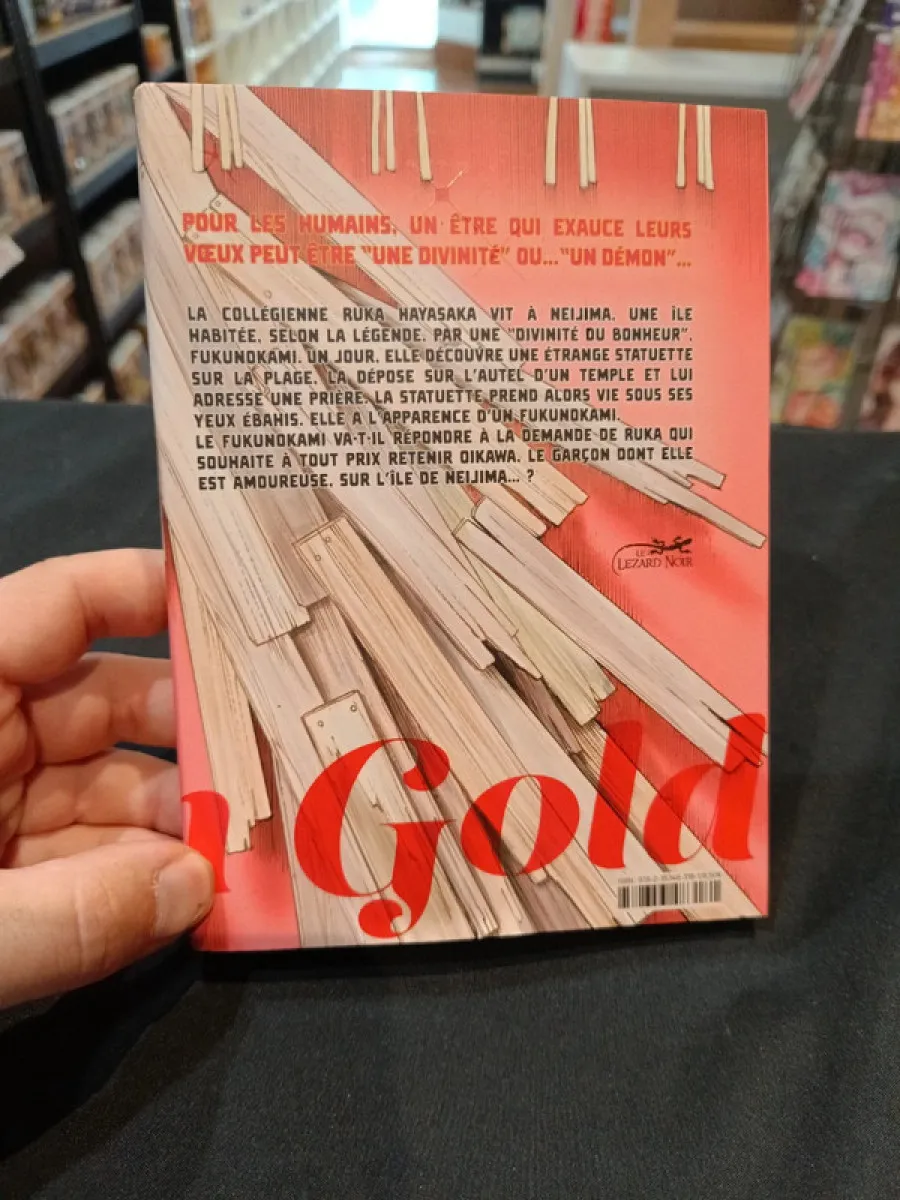 POUR LES HUMAINS, UN ÊTRE QUI EXAUCE LEURS
VŒUX PEUT ÊTRE "UNE DIVINITÉ" OU... "UN DÉMON"...
LA COLLÉGIENNE RUKA HAYASAKA VIT À NEIJIMA, UNE ÎLE
HABITÉE, SELON LA LÉGENDE, PAR UNE "DIVINITÉ DU BONHEUR",
FUKUNOKAMI. UN JOUR, ELLE DÉCOUVRE UNE ÉTRANGE STATUETTE
SUR LA PLAGE, LA DÉPOSE SUR L'AUTEL D'UN TEMPLE ET LUI
ADRESSE UNE PRIÈRE. LA STATUETTE PREND ALORS VIE SOUS SES
YEUX ÉBAHIS. ELLE A L'APPARENCE D'UN FUKUNOKAMI.
LE FUKUNOKAMI VA-T-IL RÉPONDRE À LA DEMANDE DE RUKA QUI
SOUHAITE À TOUT PRIX RETENIR OIKAWA, LE GARÇON DONT ELLE
EST AMOUREUSE, SUR L'ÎLE DE NEIJIMA... ?
LE
LEZARD NOIR
n Gold
ISBN